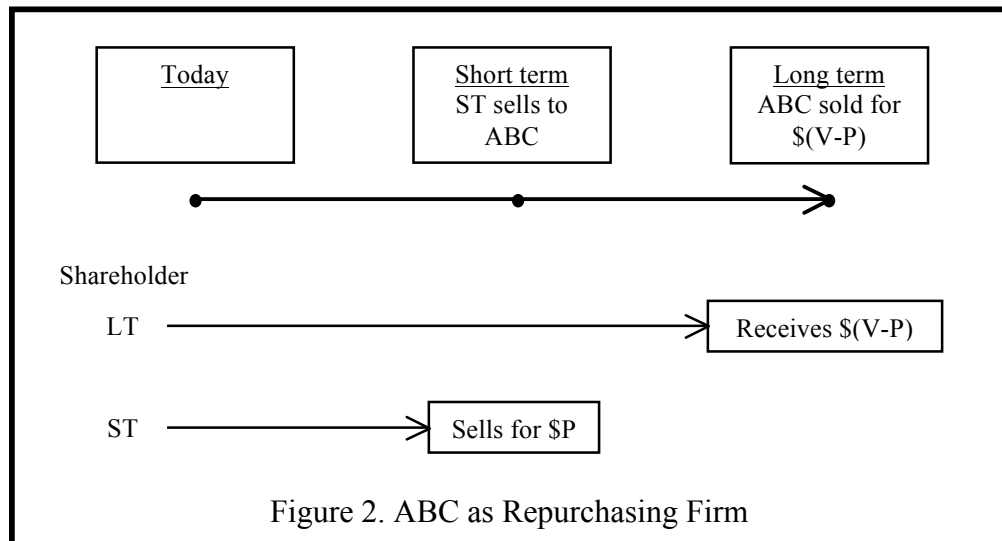 Today
Short term
ST sells to
ABC
Long term
ABC sold for
$(V-P)
Shareholder
LT
Receives $(V-P)
ST
Sells for $P
Figure 2. ABC as Repurchasing Firm